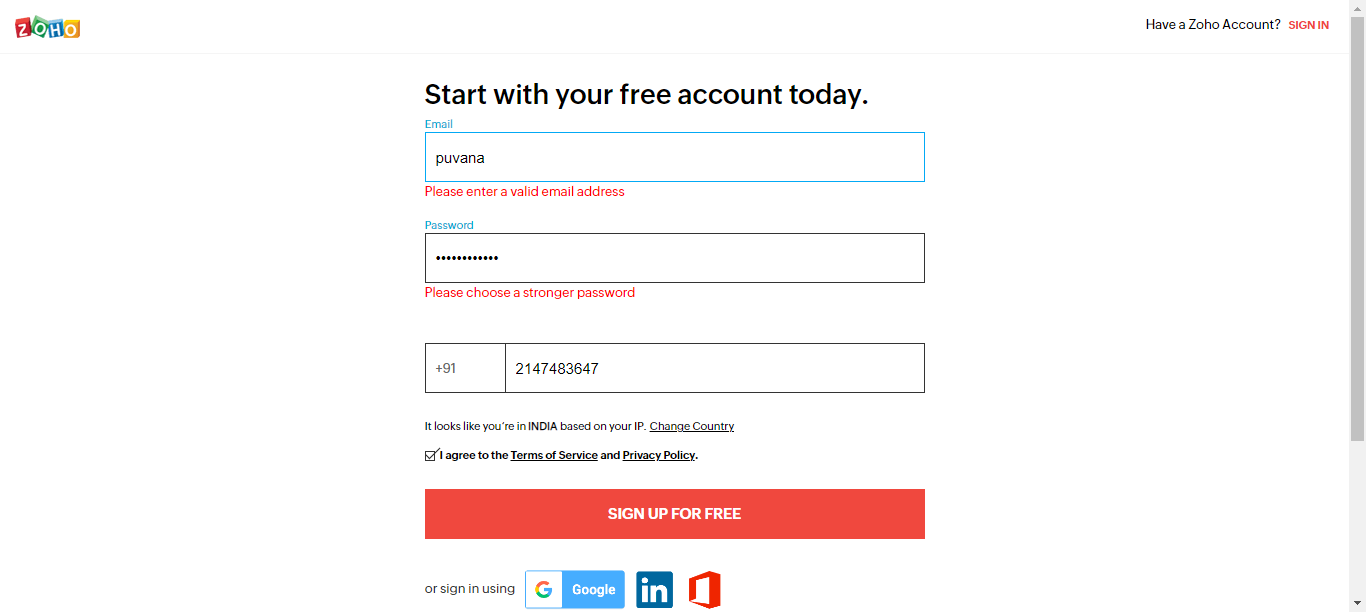 ZOHO
Have a Zoho Account? SIGN IN
Start with your free account today.
Email
puvana
Please enter a valid email address
Password
••••••••••••
Please choose a stronger password
+91 2147483647
It looks like you're in INDIA based on your IP. Change Country
I agree to the Terms of Service and Privacy Policy.
SIGN UP FOR FREE
or sign in using G Google in